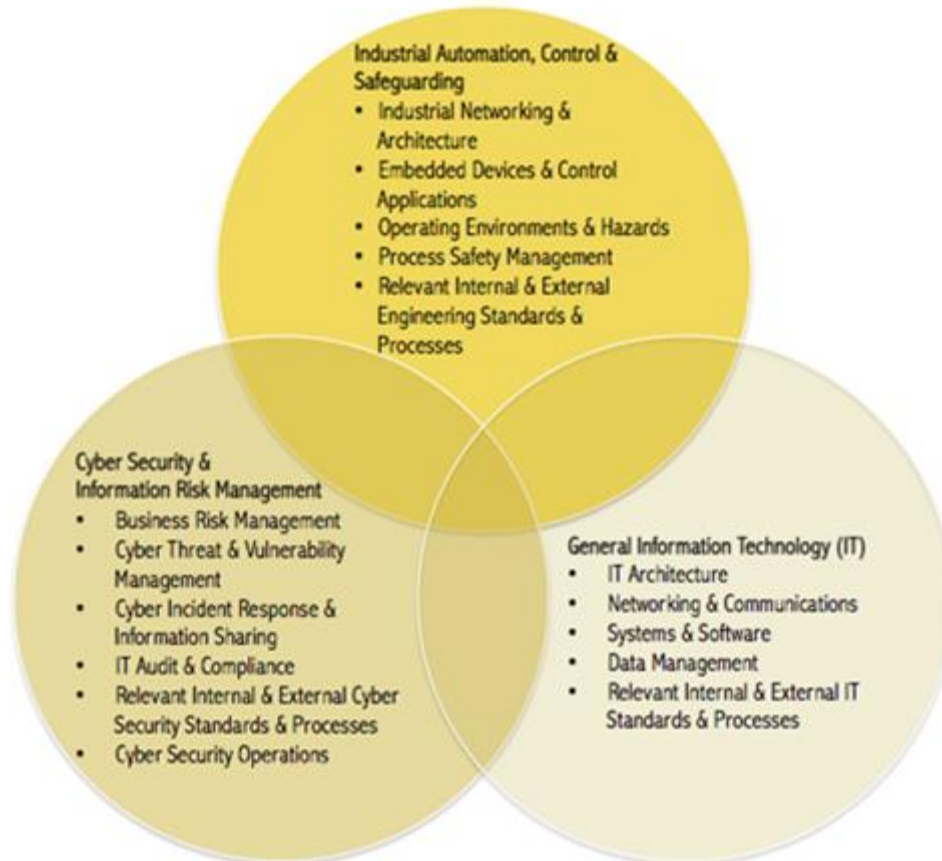 Industrial Automation, Control &
Safeguarding
• Industrial Networking &
Architecture
• Embedded Devices & Control
Applications
• Operating Environments & Hazards
• Process Safety Management
• Relevant Internal & External
Engineering Standards &
Processes
Cyber Security &
Information Risk Management
• Business Risk Management
• Cyber Threat & Vulnerability
Management
• Cyber Incident Response &
Information Sharing
• IT Audit & Compliance
• Relevant Internal & External Cyber
Security Standards & Processes
• Cyber Security Operations
General Information Technology (IT)
• IT Architecture
• Networking & Communications
• Systems & Software
• Data Management
• Relevant Internal & External IT
Standards & Processes